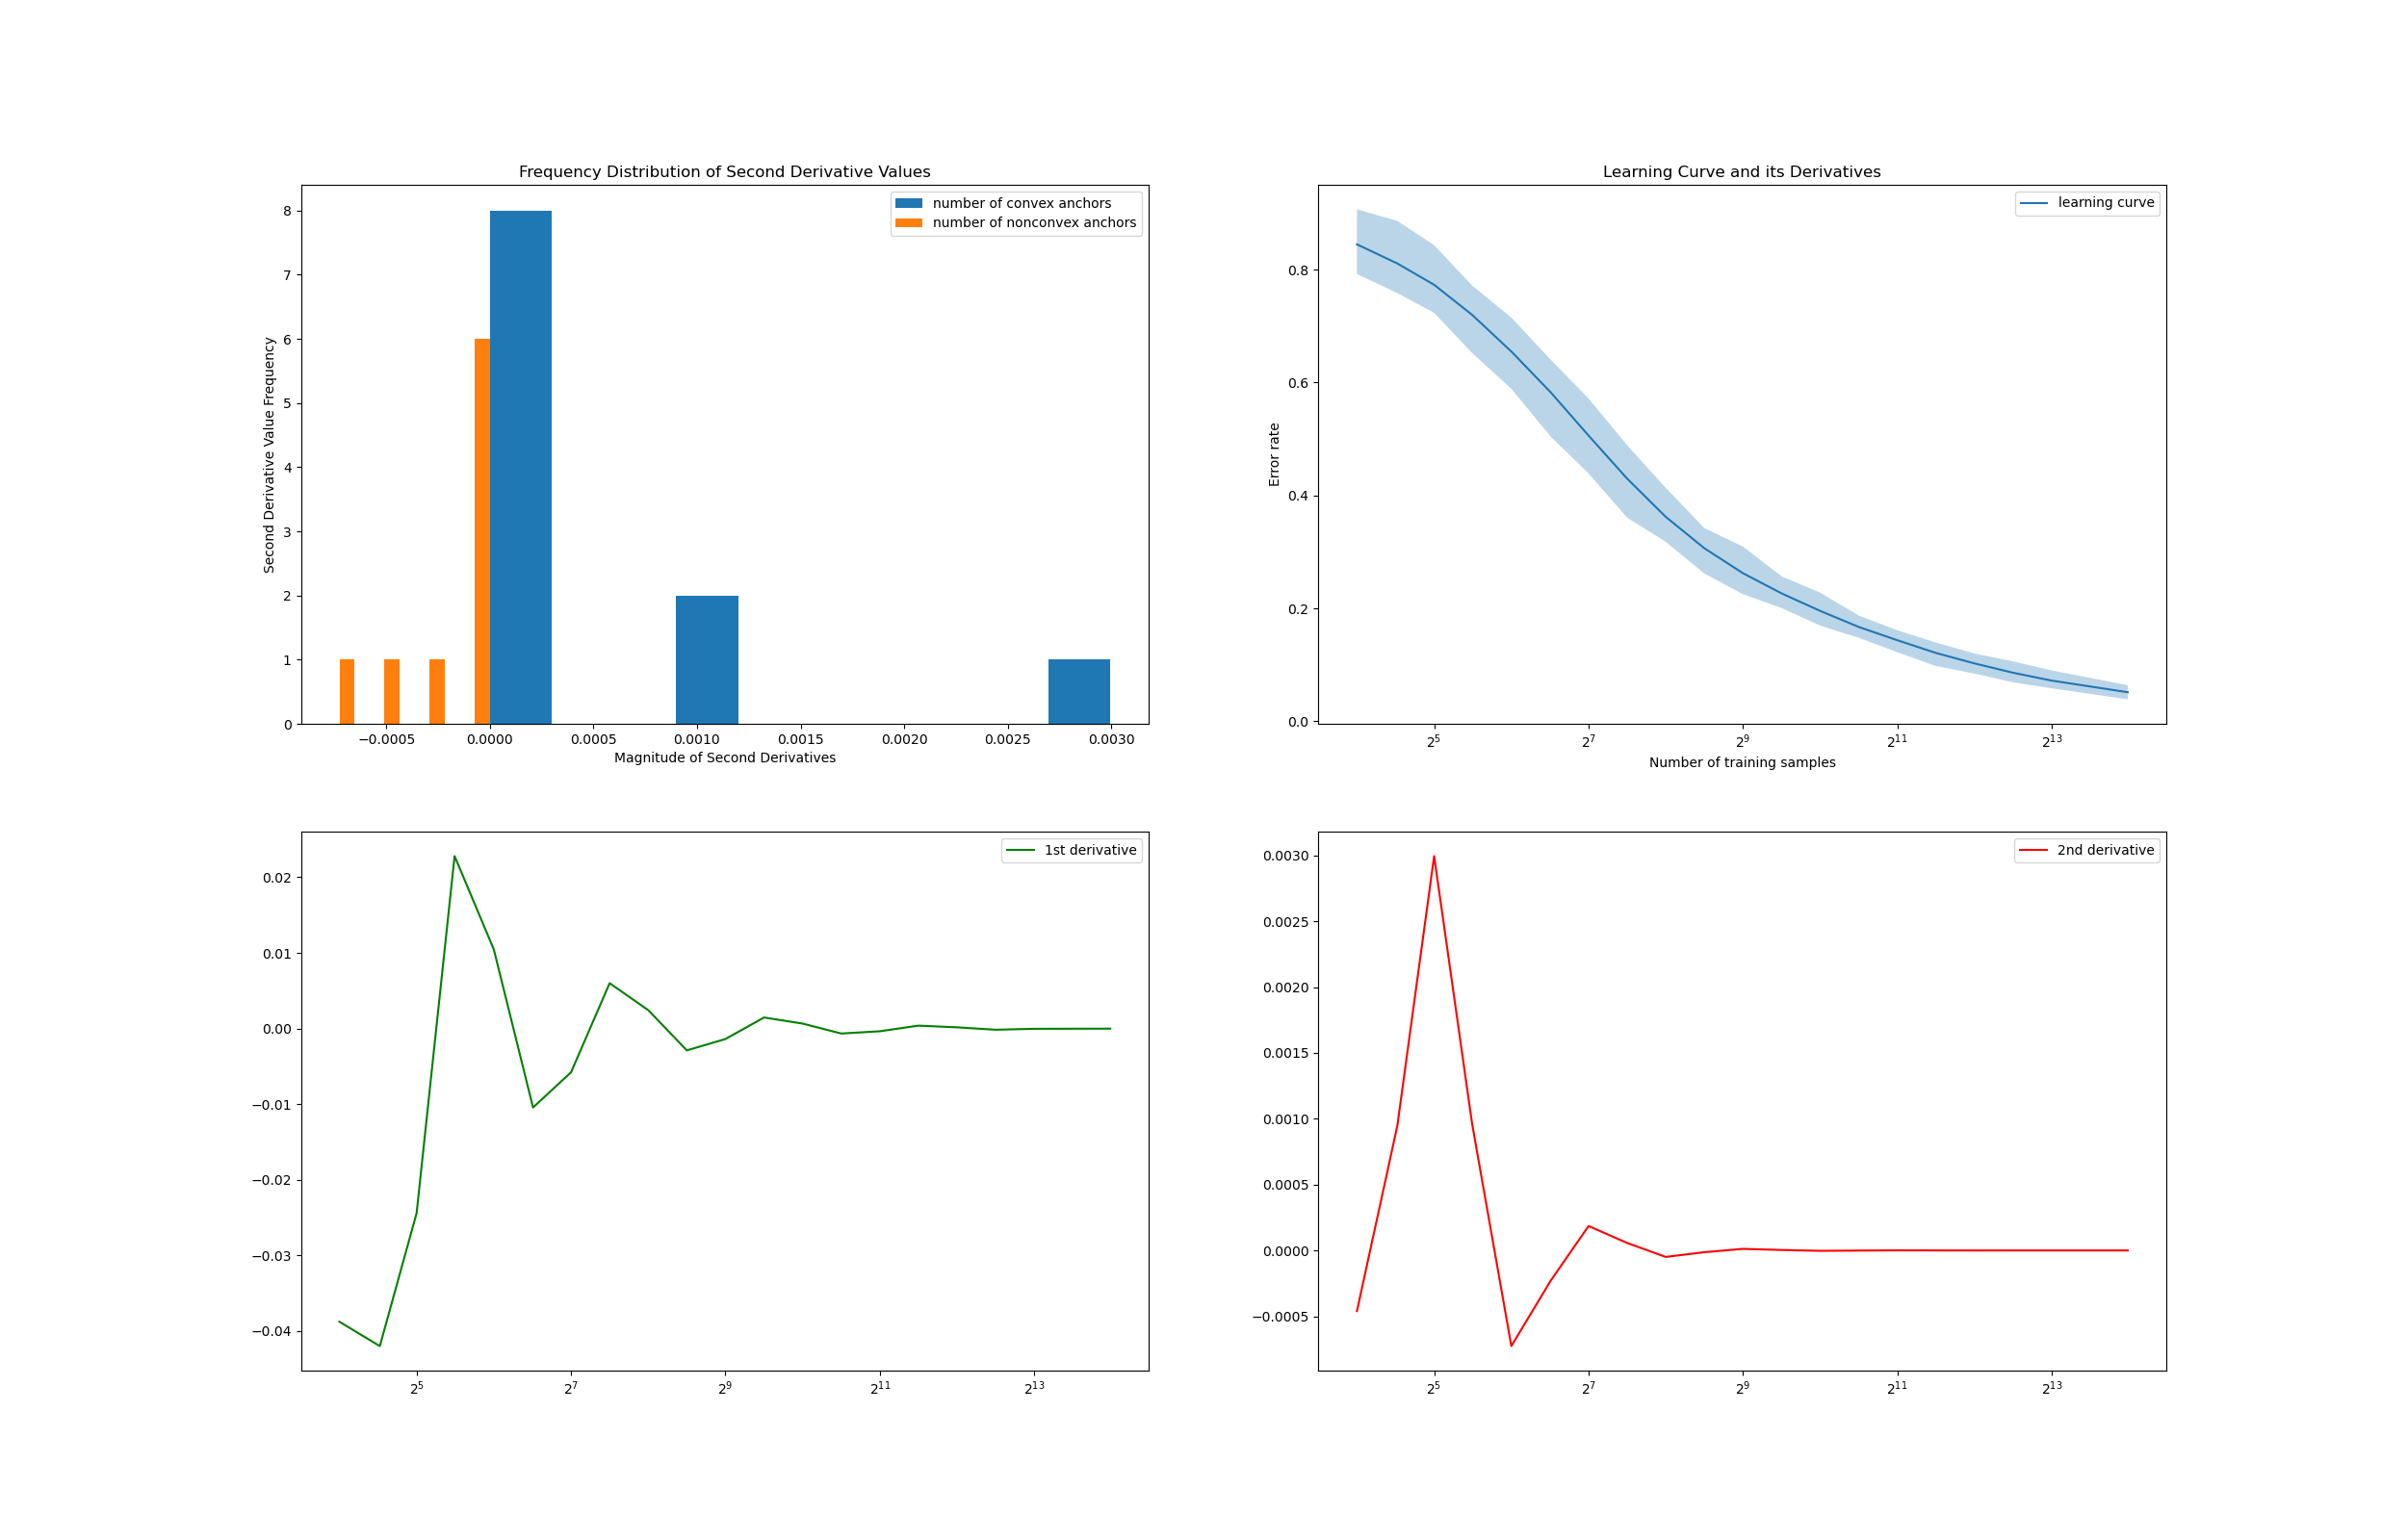 Frequency Distribution of Second Derivative Values
number of convex anchors
number of nonconvex anchors
8
7
6
5
4
3
2
1
0
Second Derivative Value Frequency
−0.0005 0.0000 0.0005 0.0010 0.0015 0.0020 0.0025 0.0030
Magnitude of Second Derivatives
Learning Curve and its Derivatives
learning curve
0.8
0.6
0.4
0.2
0.0
Error rate
2^5 2^7 2^9 2^11 2^13
Number of training samples
1st derivative
0.02
0.01
0.00
−0.01
−0.02
−0.03
−0.04
2^5 2^7 2^9 2^11 2^13
2nd derivative
0.0030
0.0025
0.0020
0.0015
0.0010
0.0005
0.0000
−0.0005
2^5 2^7 2^9 2^11 2^13